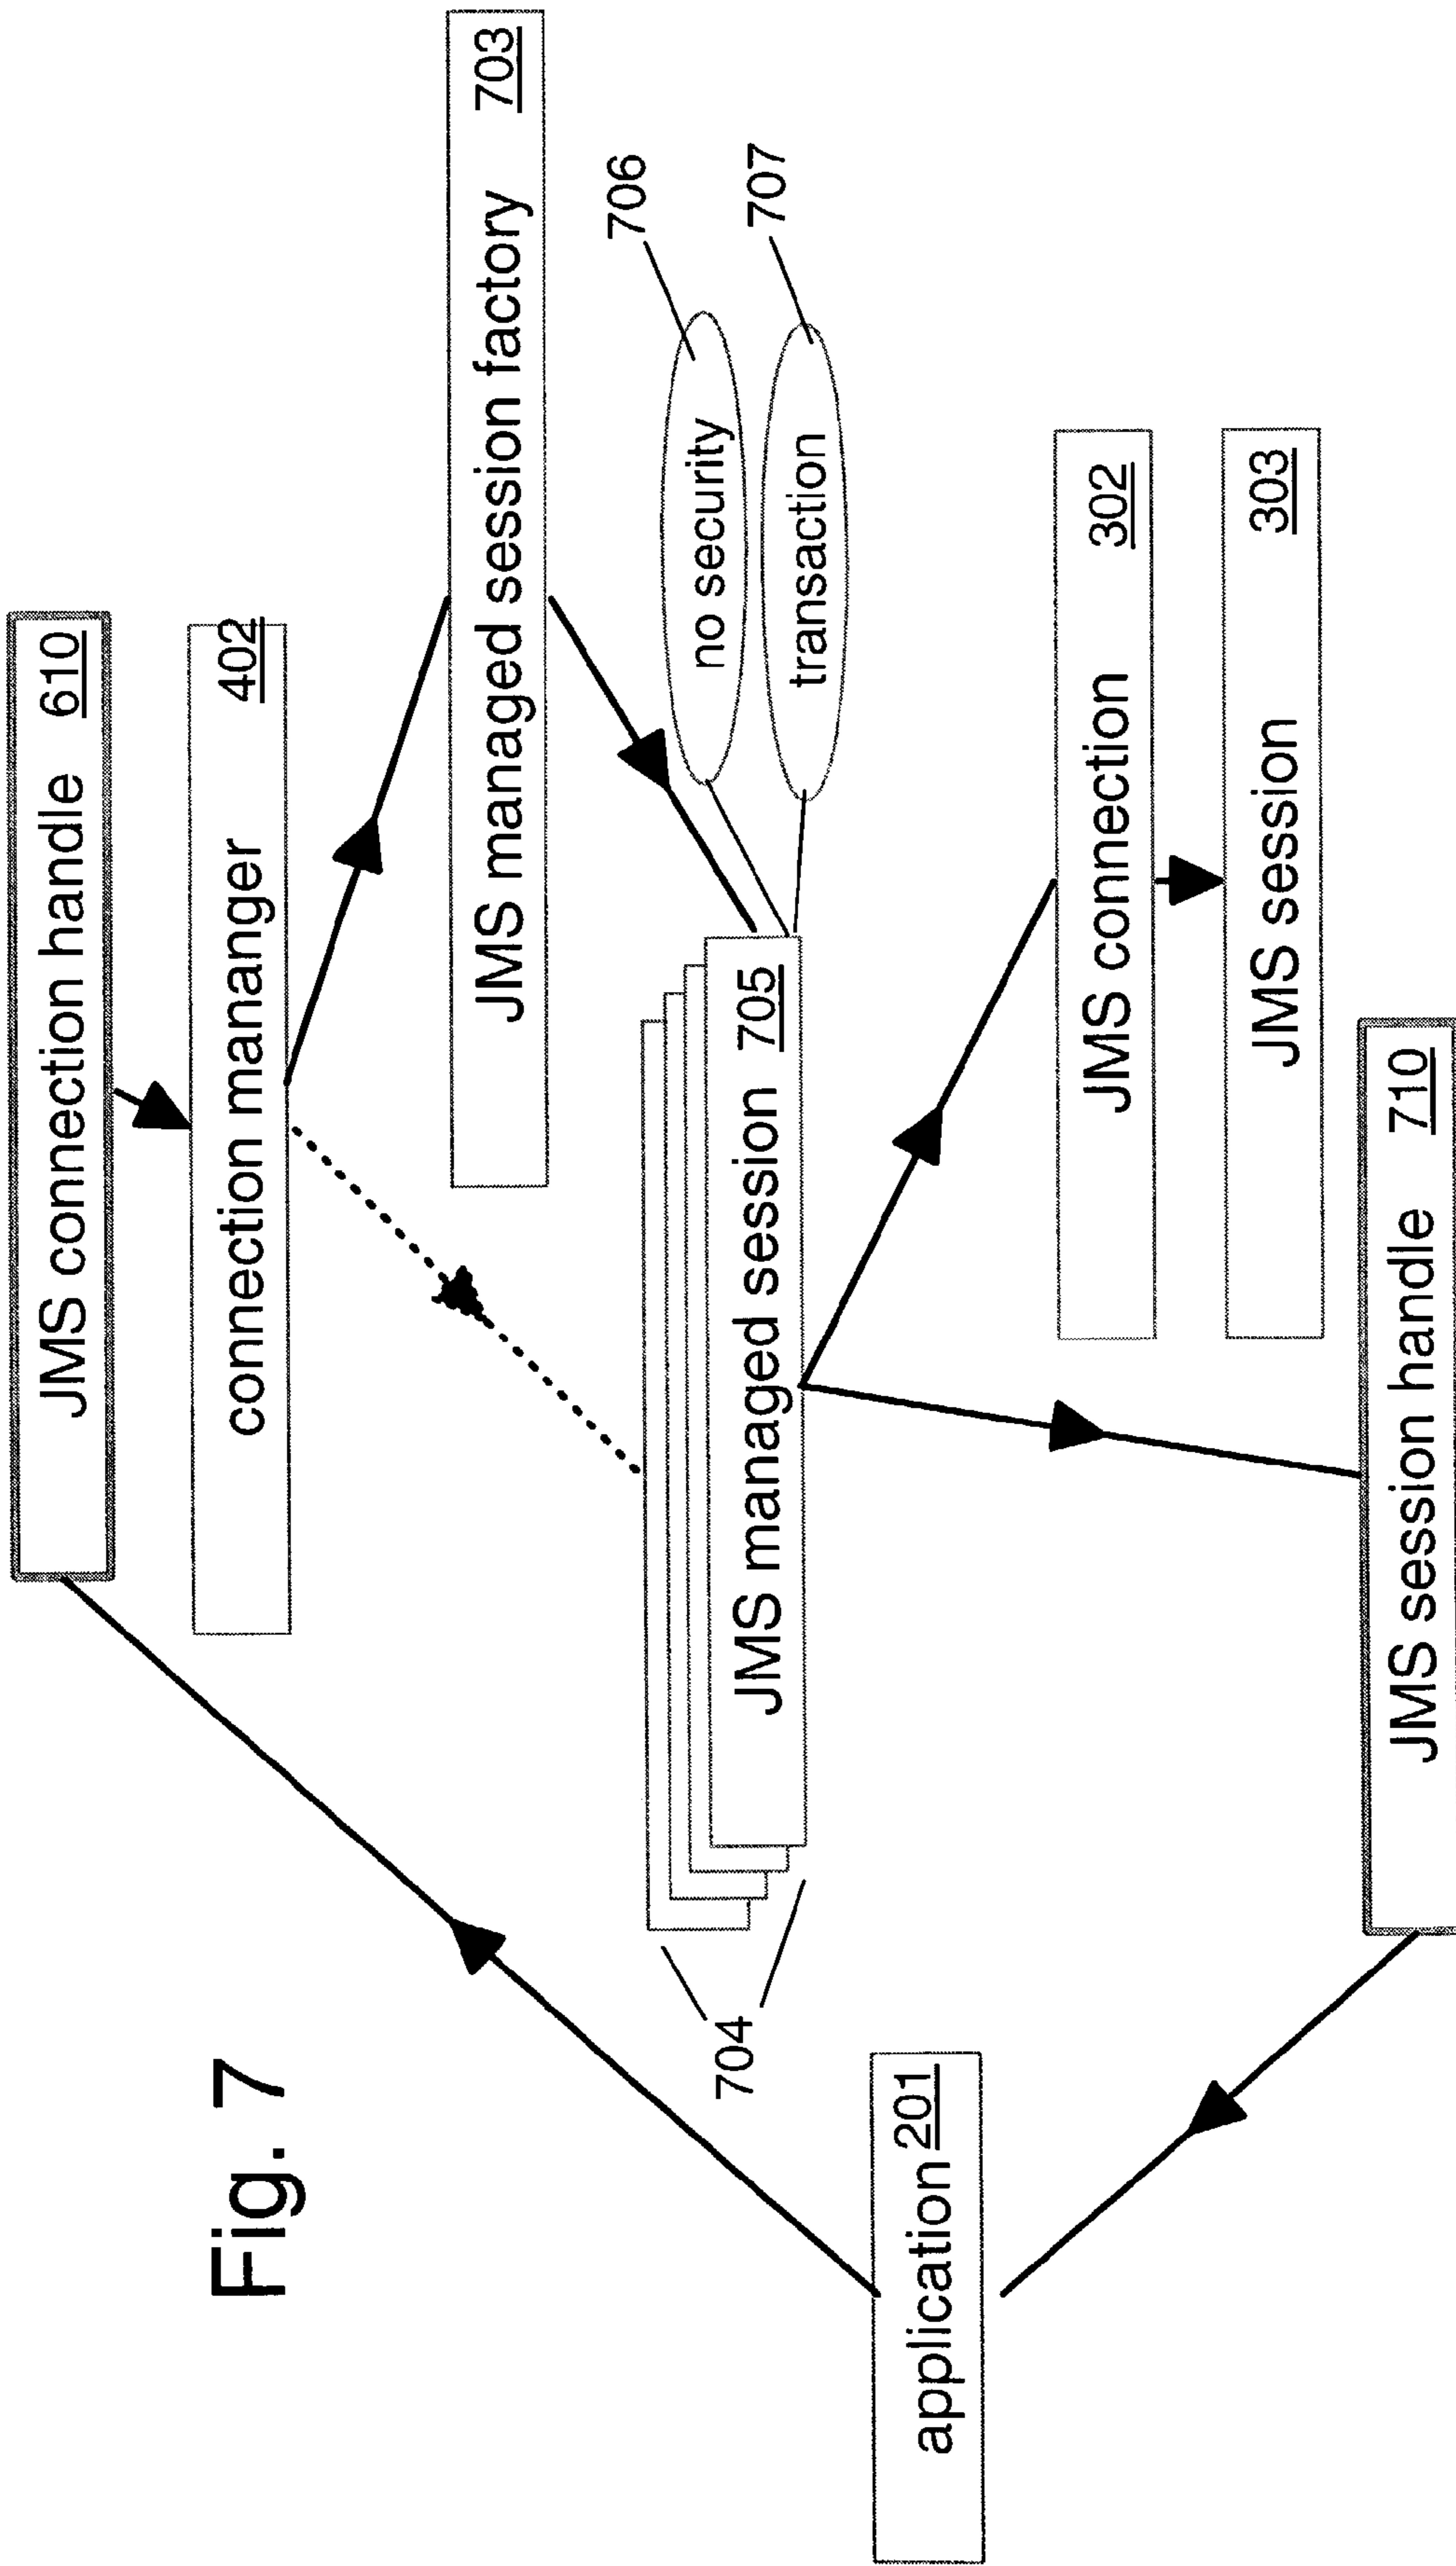 Fig. 7
JMS connection handle 610
connection mananger 402
JMS managed session factory 703
706
no security
707
transaction
704
JMS managed session 705
application 201
JMS connection 302
JMS session 303
JMS session handle 710